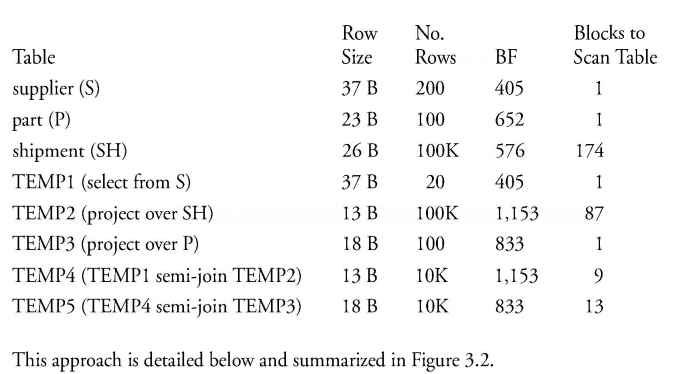 Row No. Blocks to
Table Size Rows BF Scan Table
supplier (S) 37 B 200 405 1
part (P) 23 B 100 652 1
shipment (SH) 26 B 100K 576 174
TEMP1 (select from S) 37 B 20 405 1
TEMP2 (project over SH) 13 B 100K 1,153 87
TEMP3 (project over P) 18 B 100 833 1
TEMP4 (TEMP1 semi-join TEMP2) 13 B 10K 1,153 9
TEMP5 (TEMP4 semi-join TEMP3) 18 B 10K 833 13
This approach is detailed below and summarized in Figure 3.2.